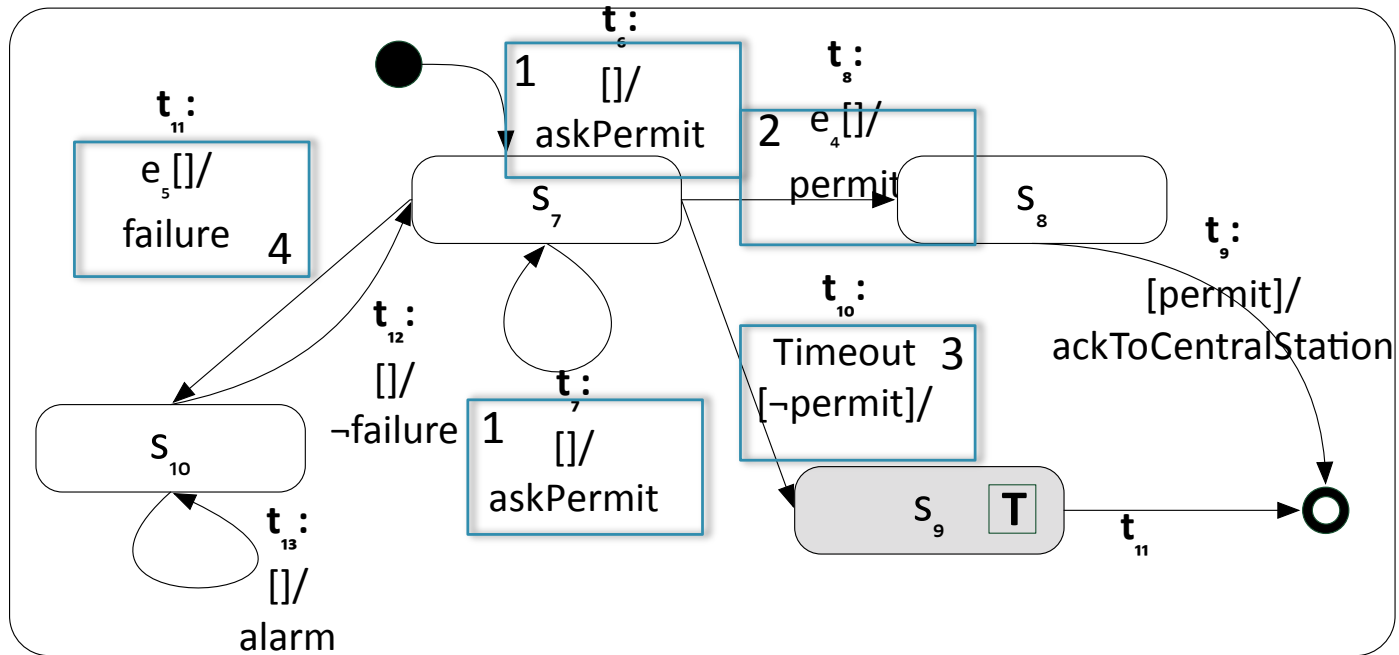 t₆:
1 []/
askPermit
t₈:
2 e₄[]/
permit
t₁₁:
e₅[]/
failure 4
S₇
S₈
t₉:
[permit]/
ackToCentralStation
t₁₂:
[]/
¬failure
t₇:
1 []/
askPermit
t₁₀:
Timeout 3
[¬permit]/
S₁₀
t₁₃:
[]/
alarm
S₉ T
t₁₁